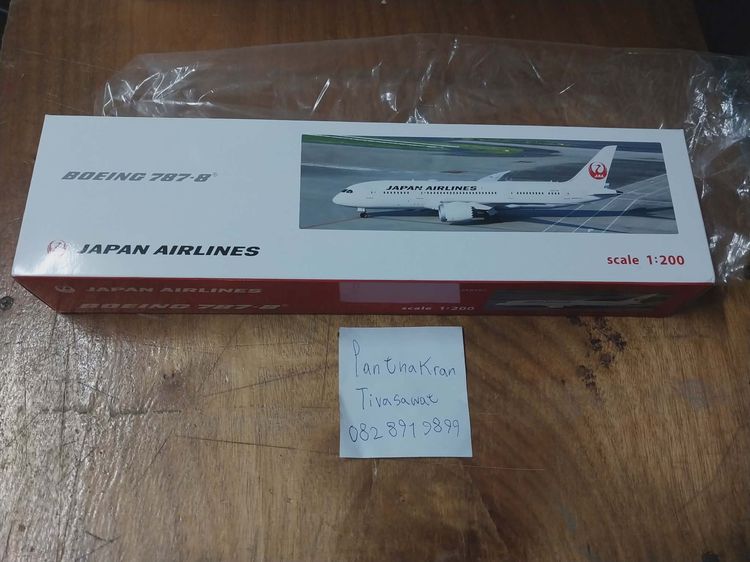 BOEING 787-8
JAPAN AIRLINES
JAPAN AIRLINES
scale 1:200
JAPAN AIRLINES
BOEING 787-8
scale 1:200
Pantnakran
Tivasawat
082 891 9899